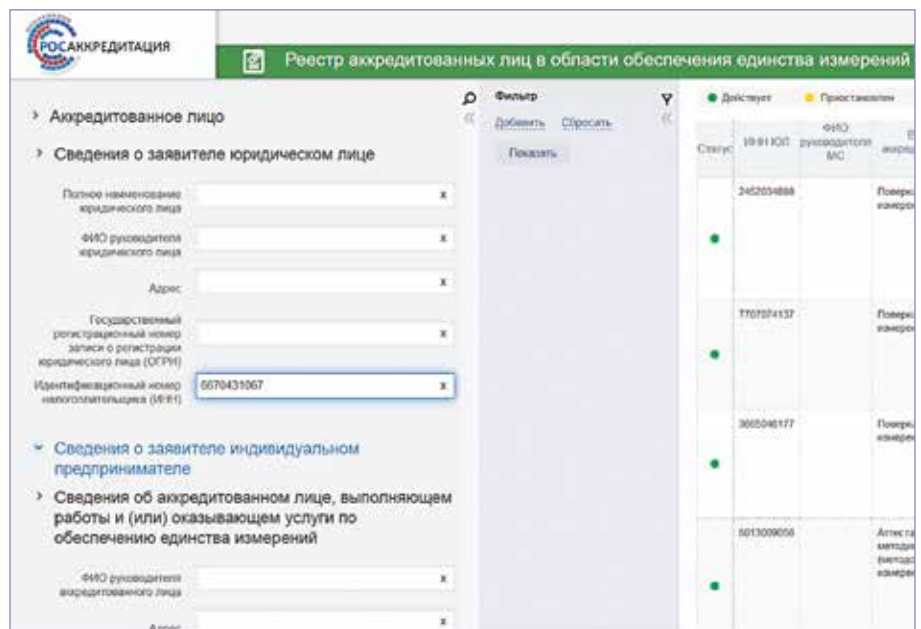 РОСАККРЕДИТАЦИЯ
Реестр аккредитованных лиц в области обеспечения единства измерений
Аккредитованное лицо
Сведения о заявителе юридическом лице
Полное наименование
юридического лица
x
ФИО руководителя
юридического лица
x
Адрес
x
Государственный
регистрационный номер
записи о регистрации
юридического лица (ОГРН)
x
Идентификационный номер
налогоплательщика (ИНН)
6670431067
x
Сведения о заявителе индивидуальном
предпринимателе
Сведения об аккредитованном лице, выполняющем
работы и (или) оказывающем услуги по
обеспечению единства измерений
ФИО руководителя
аккредитованного лица
x
Адрес
x
Фильтр
Добавить Сбросить
Показать
Действует Приостановлен
Статус
ИНН ЮЛ
ФИО
руководителя
МС
2452034898
7707074137
3665046177
5013009056